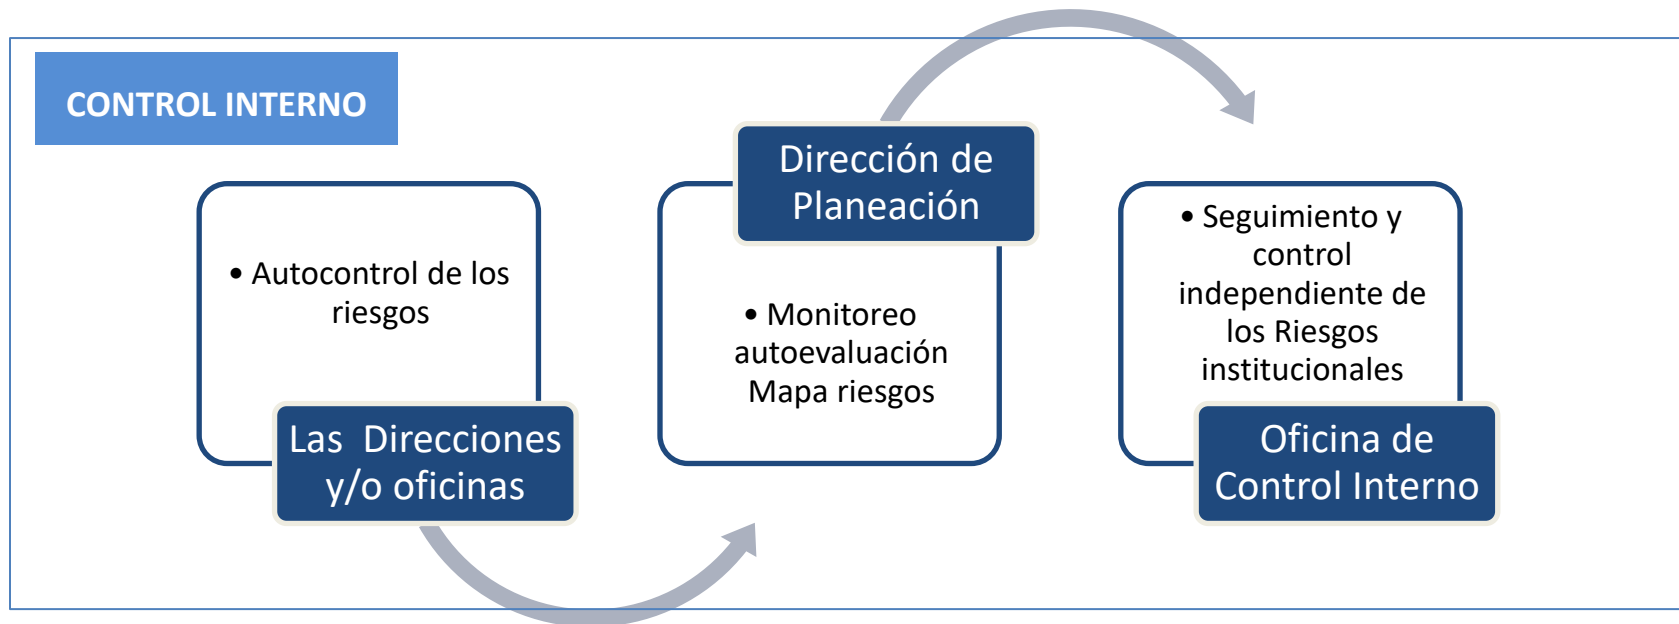 CONTROL INTERNO
• Autocontrol de los
riesgos
Las Direcciones
y/o oficinas
Dirección de
Planeación
• Monitoreo
autoevaluación
Mapa riesgos
• Seguimiento y
control
independiente de
los Riesgos
institucionales
Oficina de
Control Interno